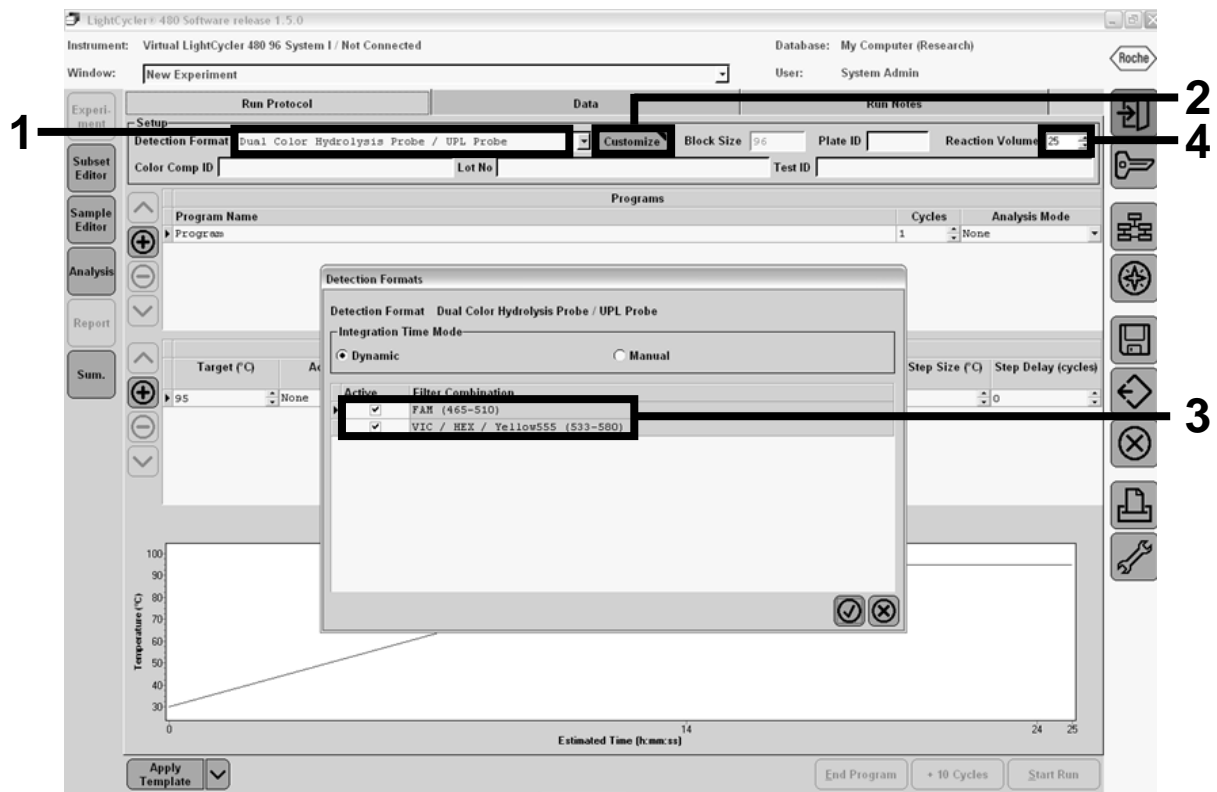 LightCycler® 480 Software release 1.5.0
Instrument: Virtual LightCycler 480 96 System I / Not Connected Database: My Computer (Research)
Roche
Window: New Experiment User: System Admin
Run Protocol Data Run Notes
2
Experi-
ment
Setup
1
Detection Format Dual Color Hydrolysis Probe / UPL Probe Customize Block Size 96 Plate ID Reaction Volume 25
4
Color Comp ID Lot No Test ID
Subset
Editor
Programs
Sample
Editor
Program Name Cycles Analysis Mode
Program 1 None
Analysis
Detection Formats
Detection Format Dual Color Hydrolysis Probe / UPL Probe
Report
Integration Time Mode
Dynamic Manual
Sum.
Target (°C) Step Size (°C) Step Delay (cycles)
95 None 0
Active Filter Combination
FAM (465-510)
VIC / HEX / Yellow555 (533-580)
3
Temperature (°C)
100
90
80
70
60
50
40
30
0 14 24 25
Estimated Time (h:mm:ss)
Apply
Template
End Program + 10 Cycles Start Run